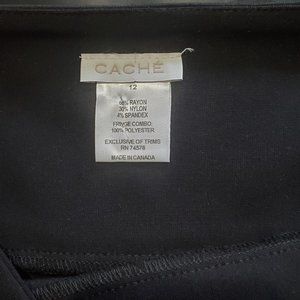 CACHÉ
12
66% RAYON
30% NYLON
4% SPANDEX
FRINGE COMBO:
100% POLYESTER
EXCLUSIVE OF TRIMS
RN 74578
MADE IN CANADA